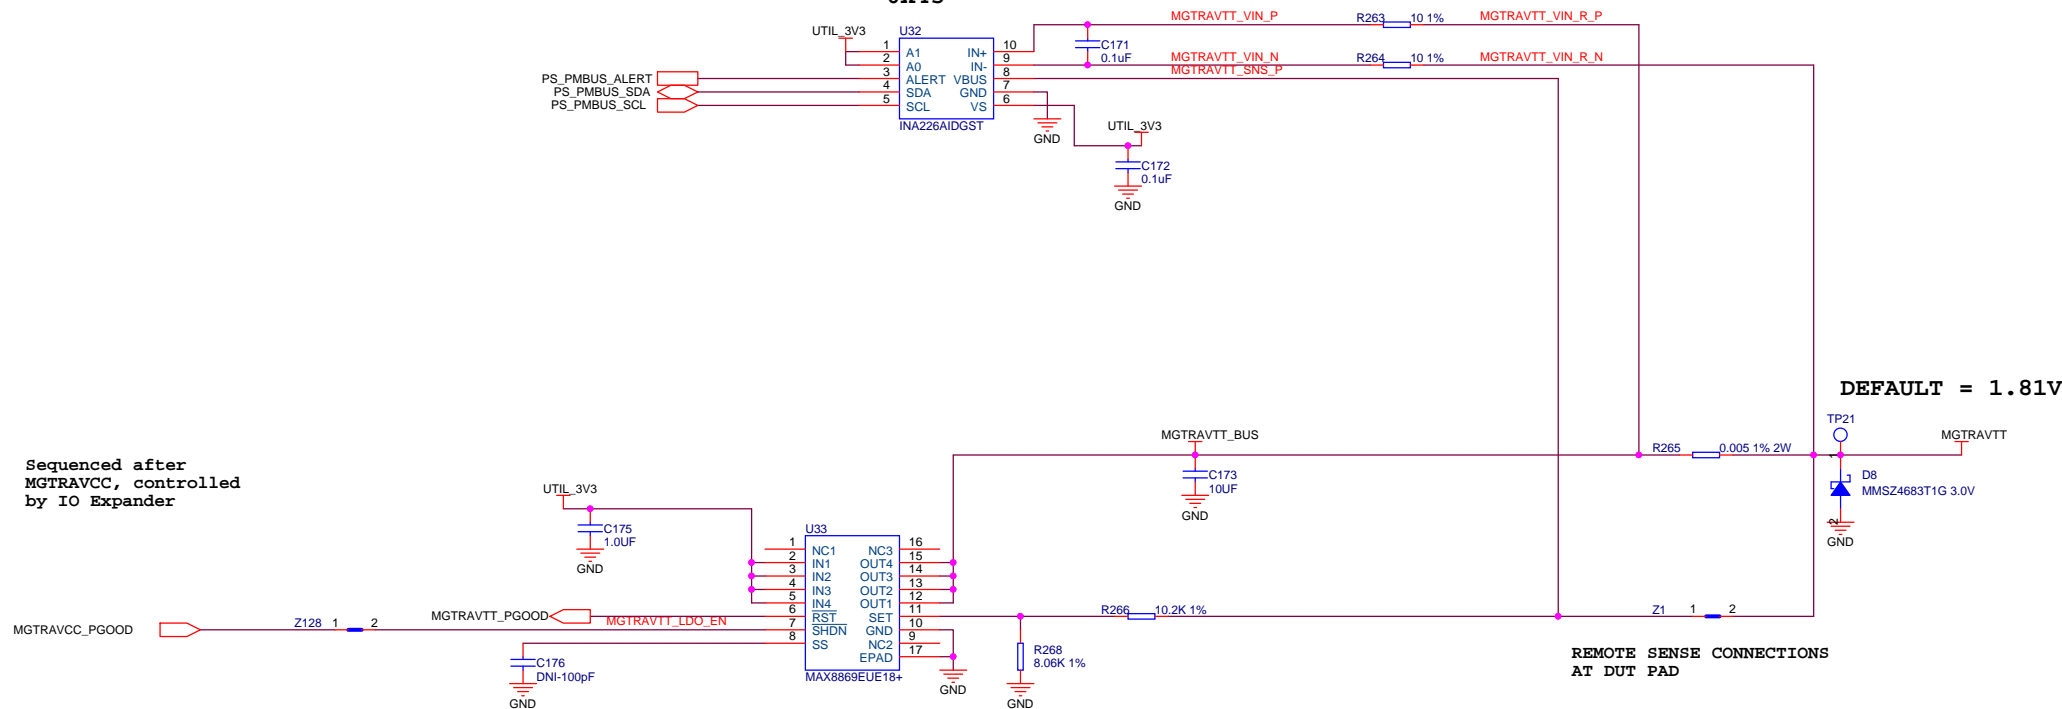 MGTRAVTT_VIN_P
R263
10 1%
MGTRAVTT_VIN_R_P
UTIL_3V3
U32
1
A1
IN+
10
C171
0.1uF
2
A0
IN-
9
MGTRAVTT_VIN_N
R264
10 1%
MGTRAVTT_VIN_R_N
PS_PMBUS_ALERT
3
ALERT
VBUS
8
MGTRAVTT_SNS_P
PS_PMBUS_SDA
4
SDA
GND
7
PS_PMBUS_SCL
5
SCL
VS
6
INA226AIDGST
GND
UTIL_3V3
C172
0.1uF
GND
DEFAULT = 1.81V
TP21
MGTRAVTT_BUS
R265
0.005 1% 2W
1
MGTRAVTT
C173
10UF
GND
D8
MMSZ4683T1G 3.0V
2
GND
Sequenced after
MGTRAVCC, controlled
by IO Expander
UTIL_3V3
C175
1.0UF
GND
U33
1
NC1
NC3
16
2
IN1
OUT4
15
3
IN2
OUT3
14
4
IN3
OUT2
13
5
IN4
OUT1
12
MGTRAVTT_PGOOD
6
RST
SET
11
R266
10.2K 1%
Z1
1
2
MGTRAVCC_PGOOD
Z128
1
2
MGTRAVTT_LDO_EN
7
SHDN
GND
10
8
SS
NC2
9
EPAD
17
MAX8869EUE18+
C176
DNI-100pF
GND
GND
R268
8.06K 1%
GND
REMOTE SENSE CONNECTIONS
AT DUT PAD